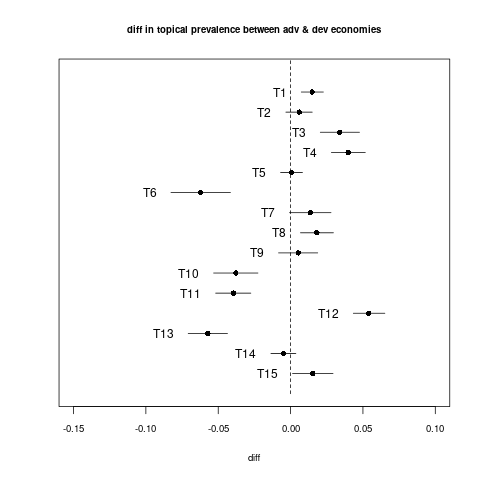 diff in topical prevalence between adv & dev economies
T1
T2
T3
T4
T5
T6
T7
T8
T9
T10
T11
T12
T13
T14
T15
-0.15 -0.10 -0.05 0.00 0.05 0.10
diff